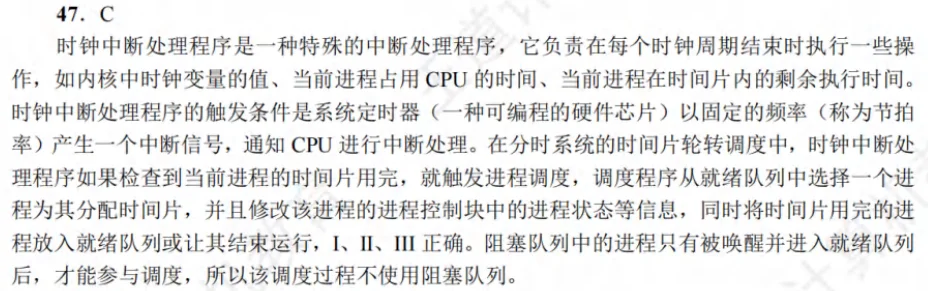 47. C
时钟中断处理程序是一种特殊的中断处理程序，它负责在每个时钟周期结束时执行一些操
作，如内核中时钟变量的值、当前进程占用 CPU 的时间、当前进程在时间片内的剩余执行时间。
时钟中断处理程序的触发条件是系统定时器（一种可编程的硬件芯片）以固定的频率（称为节拍
率）产生一个中断信号，通知 CPU 进行中断处理。在分时系统的时间片轮转调度中，时钟中断处
理程序如果检查到当前进程的时间片用完，就触发进程调度，调度程序从就绪队列中选择一个进
程为其分配时间片，并且修改该进程的进程控制块中的进程状态等信息，同时将时间片用完的进
程放入就绪队列或让其结束运行，I、II、III 正确。阻塞队列中的进程只有被唤醒并进入就绪队列
后，才能参与调度，所以该调度过程不使用阻塞队列。